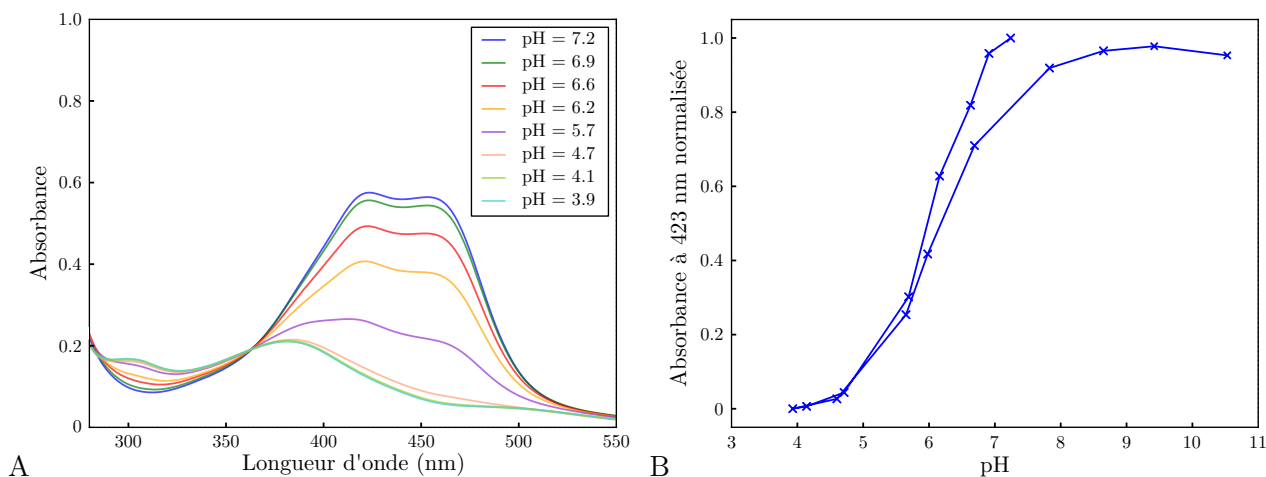 1.0
0.8
0.6
0.4
0.2
0
Absorbance
300 350 400 450 500 550
Longueur d'onde (nm)
pH = 7.2
pH = 6.9
pH = 6.6
pH = 6.2
pH = 5.7
pH = 4.7
pH = 4.1
pH = 3.9
A
1.0
0.8
0.6
0.4
0.2
0
Absorbance à 423 nm normalisée
3 4 5 6 7 8 9 10 11
pH
B